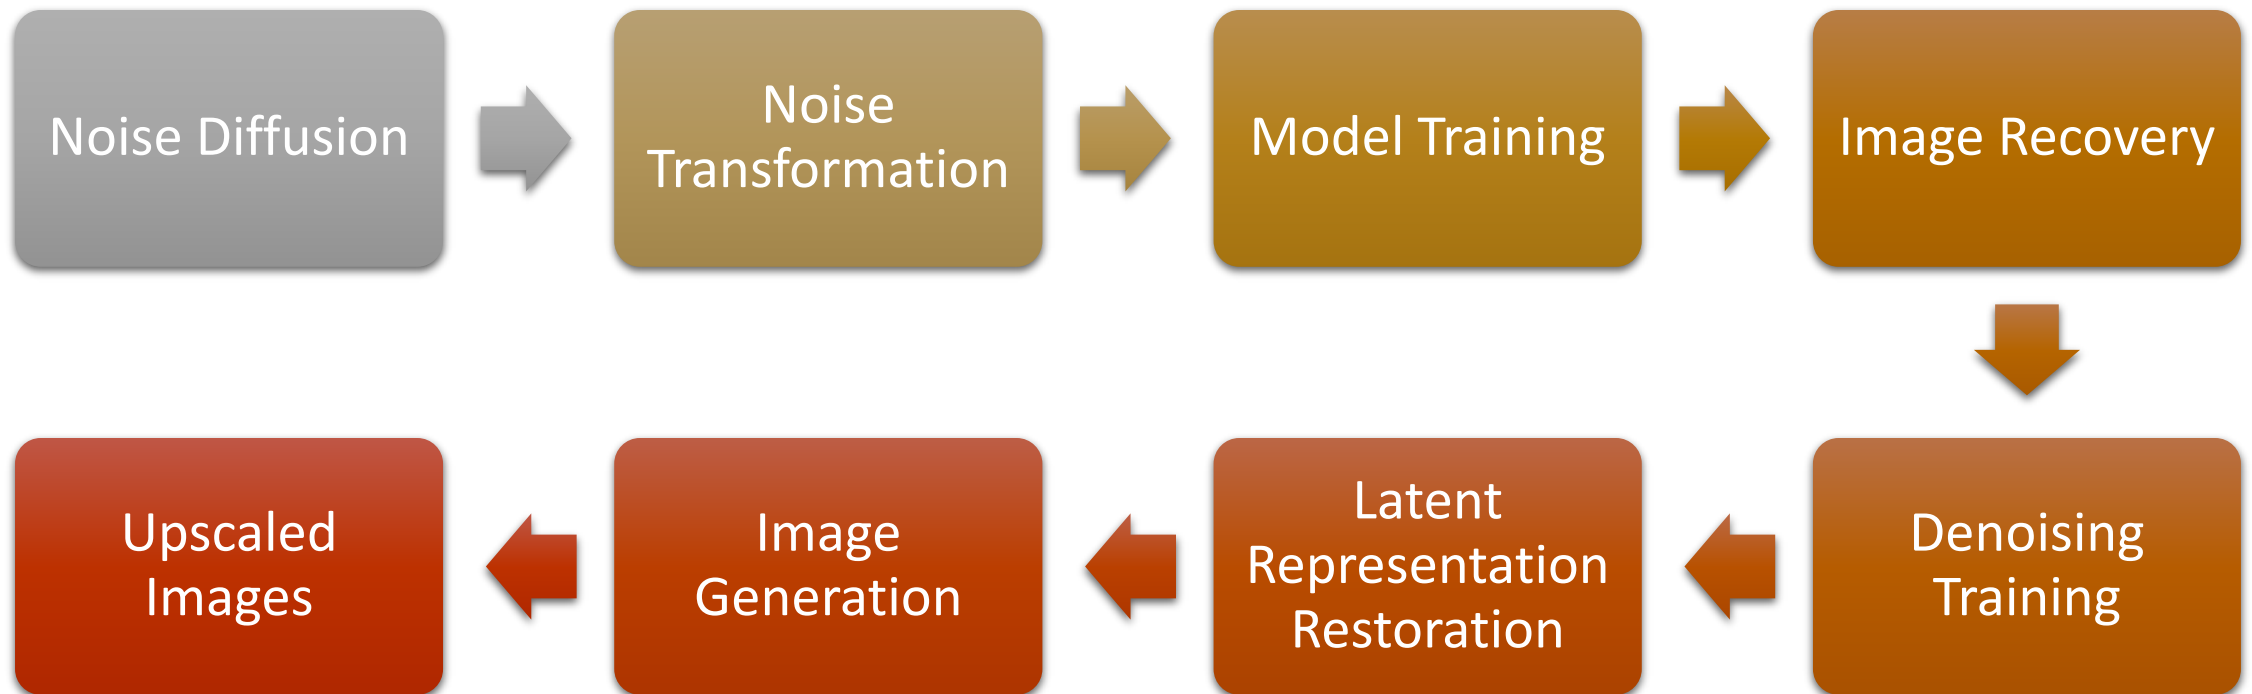 Noise Diffusion
Noise
Transformation
Model Training
Image Recovery
Denoising
Training
Latent
Representation
Restoration
Image
Generation
Upscaled
Images